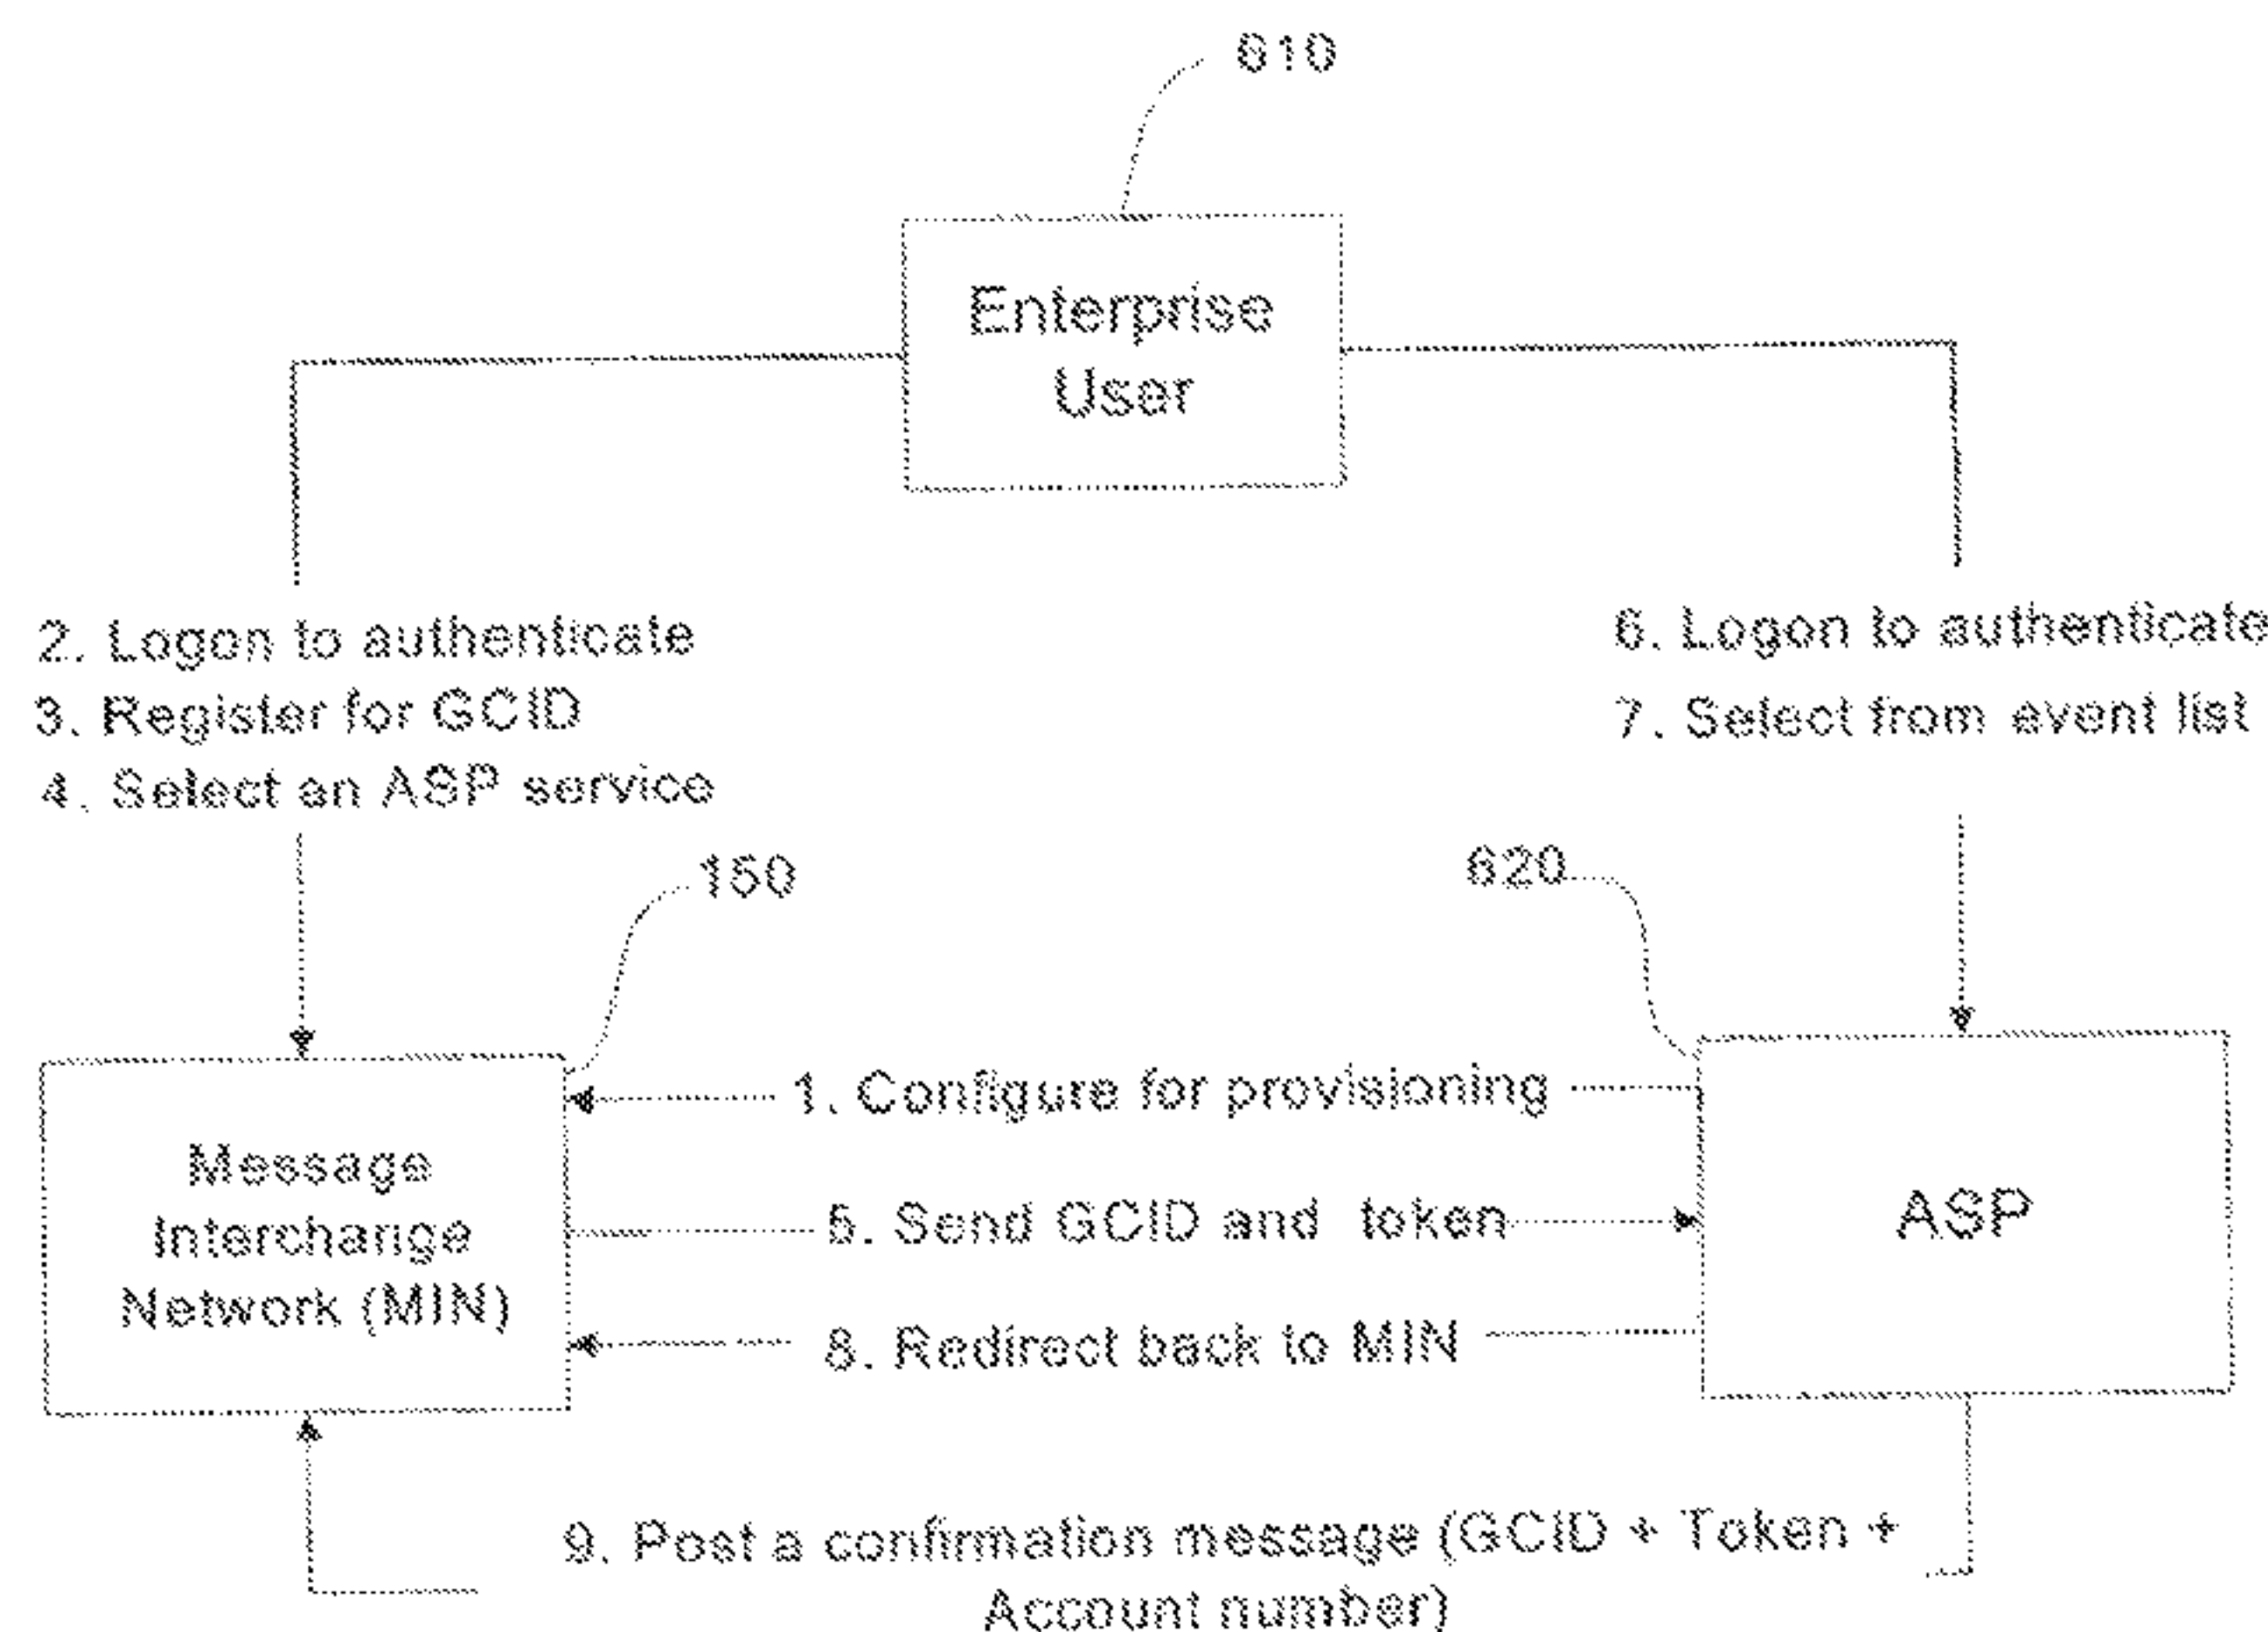 610
Enterprise
User
2. Logon to authenticate
3. Register for GCID
4. Select an ASP service
6. Logon to authenticate
7. Select from event list
150
620
1. Configure for provisioning
Message
Interchange
Network (MIN)
5. Send GCID and token
ASP
8. Redirect back to MIN
9. Post a confirmation message (GCID + Token +
Account number)